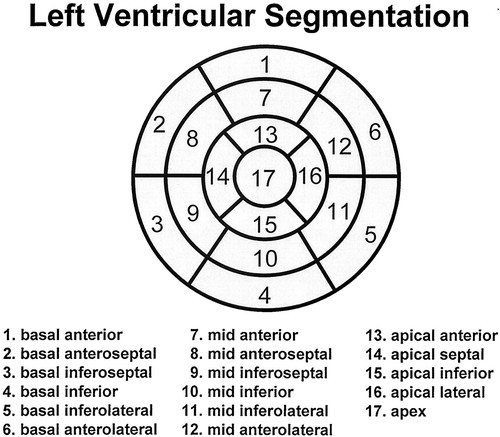 Left Ventricular Segmentation
1
7
2
8
13
12
6
14
17
16
3
9
15
11
5
10
4
1. basal anterior
2. basal anteroseptal
3. basal inferoseptal
4. basal inferior
5. basal inferolateral
6. basal anterolateral
7. mid anterior
8. mid anteroseptal
9. mid inferoseptal
10. mid inferior
11. mid inferolateral
12. mid anterolateral
13. apical anterior
14. apical septal
15. apical inferior
16. apical lateral
17. apex